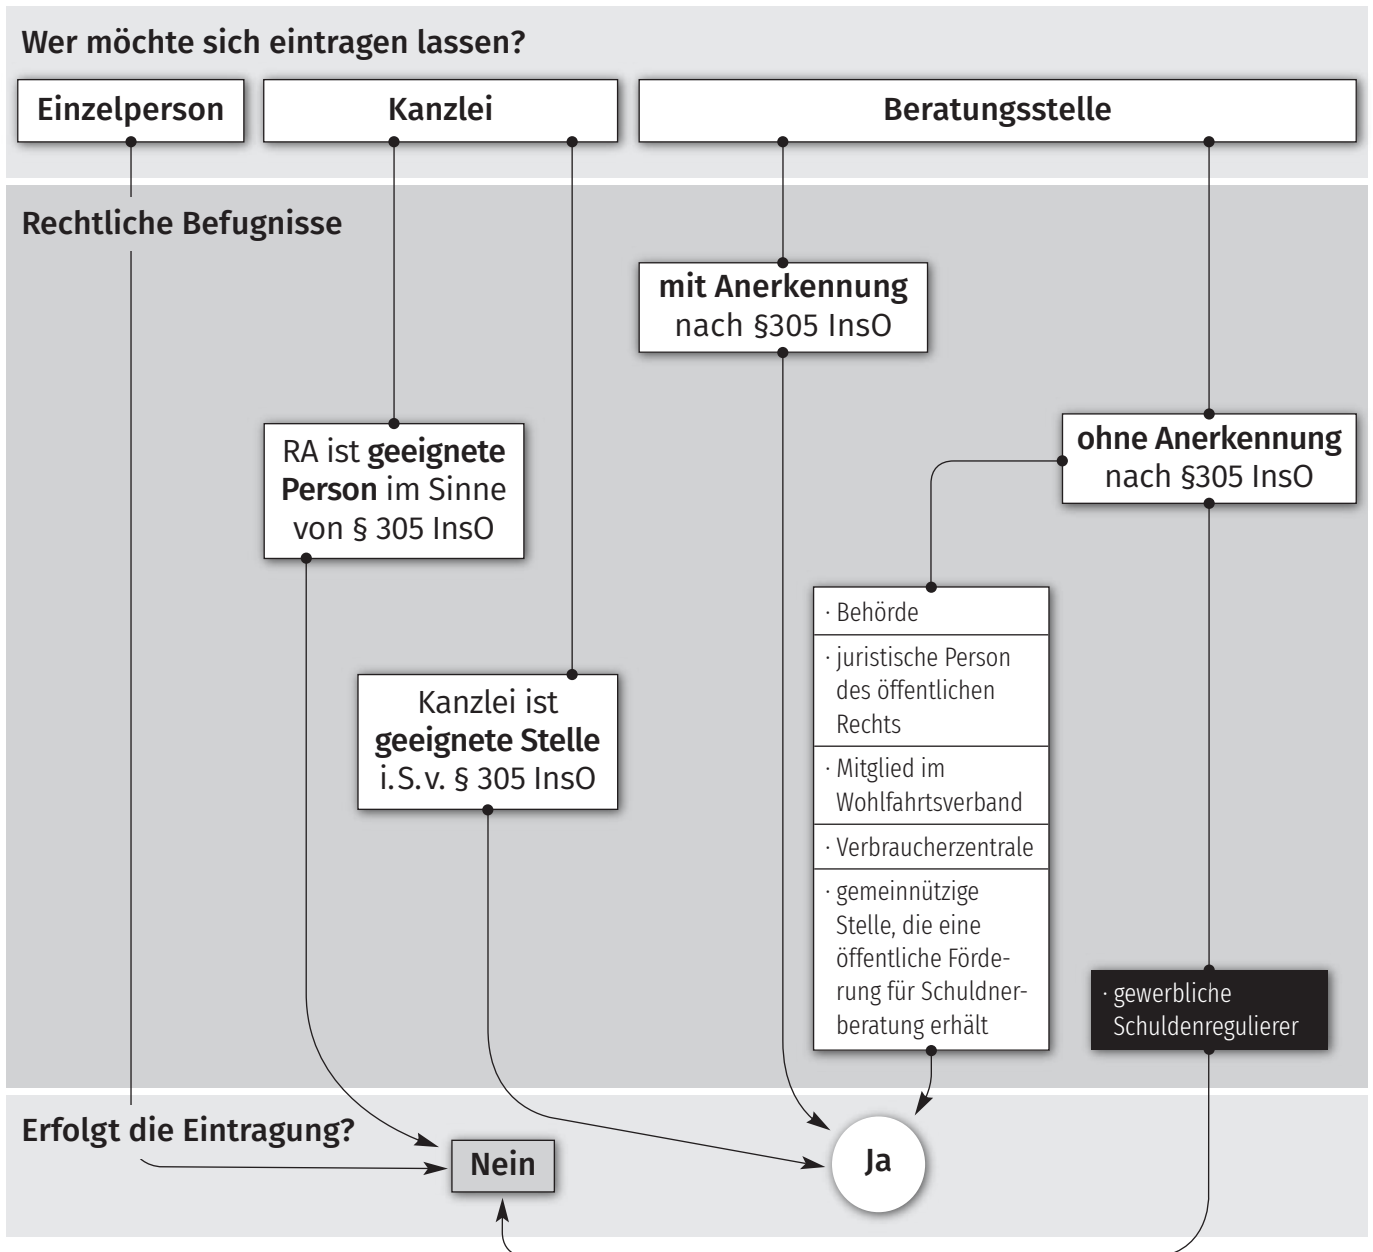 Wer möchte sich eintragen lassen?
Einzelperson
Kanzlei
Beratungsstelle
Rechtliche Befugnisse
mit Anerkennung
nach §305 InsO
RA ist geeignete
Person im Sinne
von § 305 InsO
ohne Anerkennung
nach §305 InsO
Kanzlei ist
geeignete Stelle
i.S.v. § 305 InsO
· Behörde
· juristische Person
des öffentlichen
Rechts
· Mitglied im
Wohlfahrtsverband
· Verbraucherzentrale
· gemeinnützige
Stelle, die eine
öffentliche Förde-
rung für Schuldner-
beratung erhält
· gewerbliche
Schuldenregulierer
Erfolgt die Eintragung?
Nein
Ja